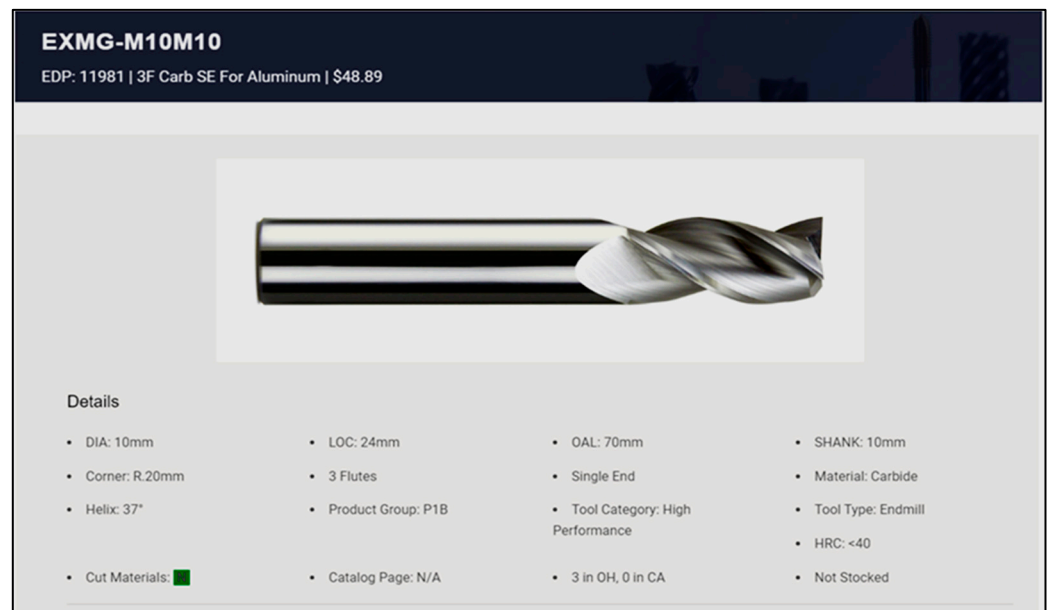 EXMG-M10M10
EDP: 11981 | 3F Carb SE For Aluminum | $48.89
Details
• DIA: 10mm
• LOC: 24mm
• OAL: 70mm
• SHANK: 10mm
• Corner: R.20mm
• 3 Flutes
• Single End
• Material: Carbide
• Helix: 37°
• Product Group: P1B
• Tool Category: High
Performance
• Tool Type: Endmill
• HRC: <40
• Cut Materials:
• Catalog Page: N/A
• 3 in OH, 0 in CA
• Not Stocked